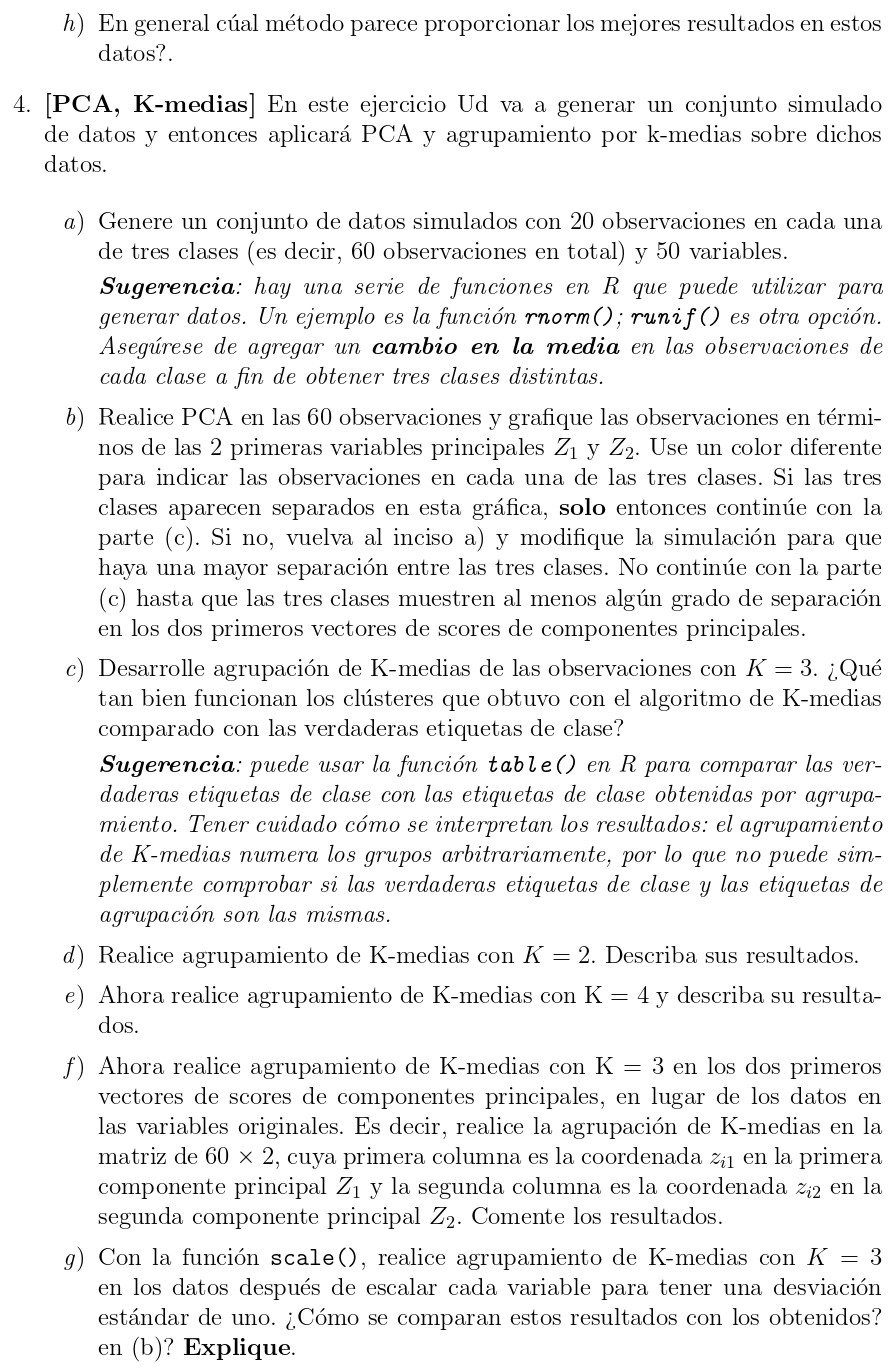 h) En general cúal método parece proporcionar los mejores resultados en estos
datos?.
4. [PCA, K-medias] En este ejercicio Ud va a generar un conjunto simulado
de datos y entonces aplicará PCA y agrupamiento por k-medias sobre dichos
datos.
a) Genere un conjunto de datos simulados con 20 observaciones en cada una
de tres clases (es decir, 60 observaciones en total) y 50 variables.
Sugerencia: hay una serie de funciones en R que puede utilizar para
generar datos. Un ejemplo es la función rnorm(); runif() es otra opción.
Asegúrese de agregar un cambio en la media en las observaciones de
cada clase a fin de obtener tres clases distintas.
b) Realice PCA en las 60 observaciones y grafique las observaciones en térmi-
nos de las 2 primeras variables principales Z₁ y Z₂. Use un color diferente
para indicar las observaciones en cada una de las tres clases. Si las tres
clases aparecen separados en esta gráfica, solo entonces continúe con la
parte (c). Si no, vuelva al inciso a) y modifique la simulación para que
haya una mayor separación entre las tres clases. No continúe con la parte
(c) hasta que las tres clases muestren al menos algún grado de separación
en los dos primeros vectores de scores de componentes principales.
c) Desarrolle agrupación de K-medias de las observaciones con K = 3. ¿Qué
tan bien funcionan los clústeres que obtuvo con el algoritmo de K-medias
comparado con las verdaderas etiquetas de clase?
Sugerencia: puede usar la función table() en R para comparar las ver-
daderas etiquetas de clase con las etiquetas de clase obtenidas por agrupa-
miento. Tener cuidado cómo se interpretan los resultados: el agrupamiento
de K-medias numera los grupos arbitrariamente, por lo que no puede sim-
plemente comprobar si las verdaderas etiquetas de clase y las etiquetas de
agrupación son las mismas.
d) Realice agrupamiento de K-medias con K = 2. Describa sus resultados.
e) Ahora realice agrupamiento de K-medias con K = 4 y describa su resulta-
dos.
f) Ahora realice agrupamiento de K-medias con K = 3 en los dos primeros
vectores de scores de componentes principales, en lugar de los datos en
las variables originales. Es decir, realice la agrupación de K-medias en la
matriz de 60 × 2, cuya primera columna es la coordenada zᵢ₁ en la primera
componente principal Z₁ y la segunda columna es la coordenada zᵢ₂ en la
segunda componente principal Z₂. Comente los resultados.
g) Con la función scale(), realice agrupamiento de K-medias con K = 3
en los datos después de escalar cada variable para tener una desviación
estándar de uno. ¿Cómo se comparan estos resultados con los obtenidos?
en (b)? Explique.